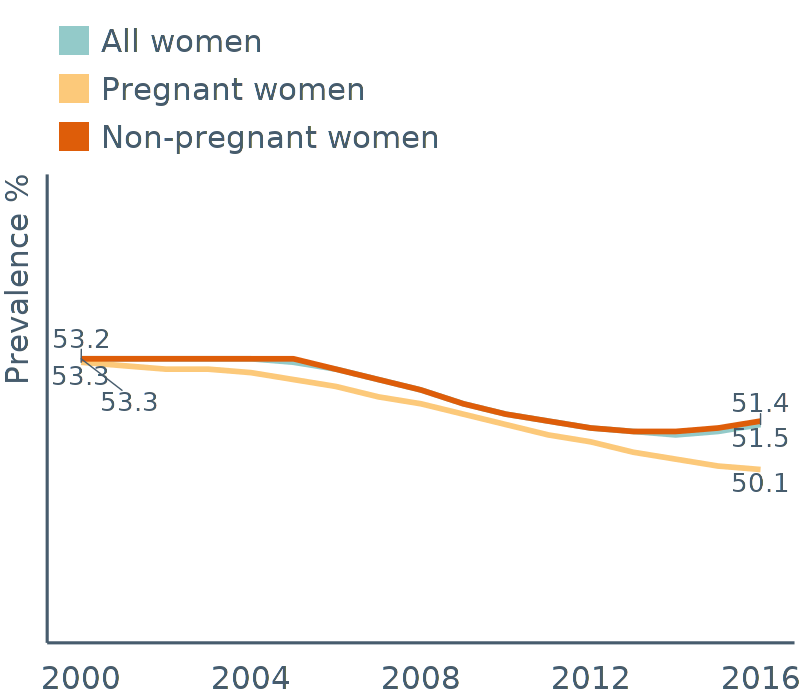 All women
Pregnant women
Non-pregnant women
Prevalence %
53.2
53.3
53.3
51.4
51.5
50.1
2000 2004 2008 2012 2016